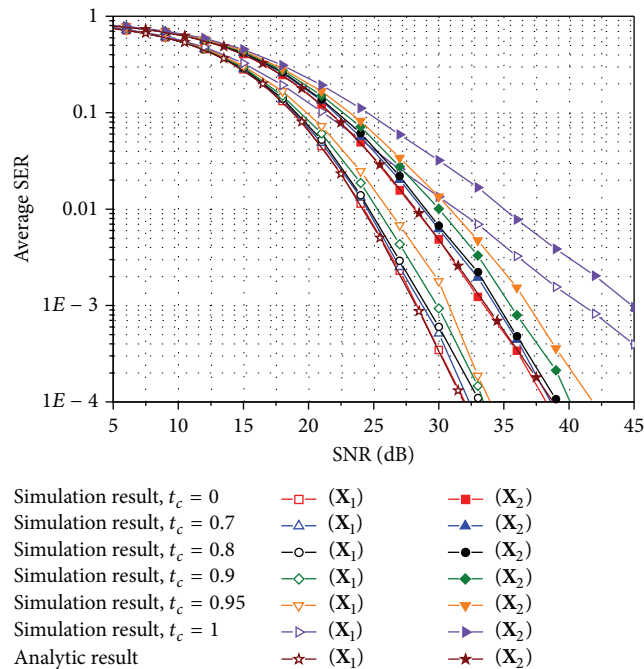 1
0.1
0.01
1E−3
1E−4
Average SER
5 10 15 20 25 30 35 40 45
SNR (dB)
Simulation result, t_c = 0 (X_1) (X_2)
Simulation result, t_c = 0.7 (X_1) (X_2)
Simulation result, t_c = 0.8 (X_1) (X_2)
Simulation result, t_c = 0.9 (X_1) (X_2)
Simulation result, t_c = 0.95 (X_1) (X_2)
Simulation result, t_c = 1 (X_1) (X_2)
Analytic result (X_1) (X_2)